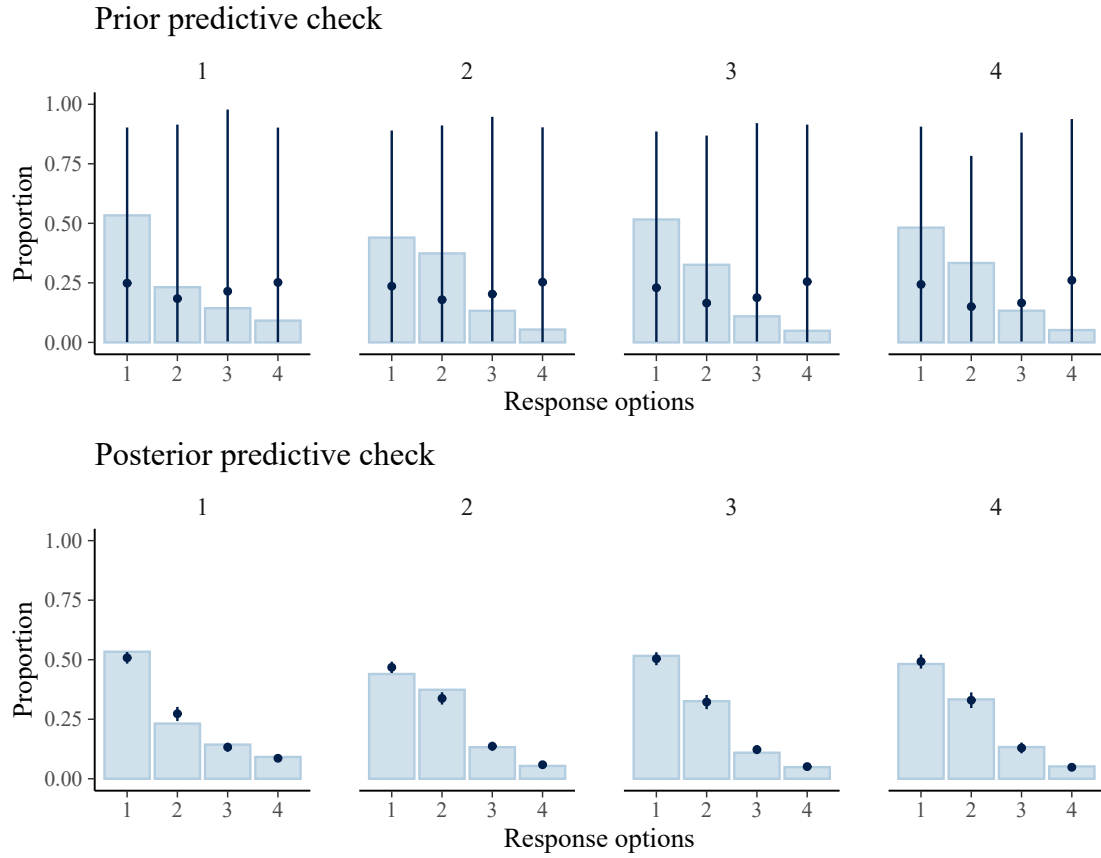 Prior predictive check
1 2 3 4
Proportion
1.00
0.75
0.50
0.25
0.00
1 2 3 4 1 2 3 4 1 2 3 4 1 2 3 4
Response options
Posterior predictive check
1 2 3 4
Proportion
1.00
0.75
0.50
0.25
0.00
1 2 3 4 1 2 3 4 1 2 3 4 1 2 3 4
Response options